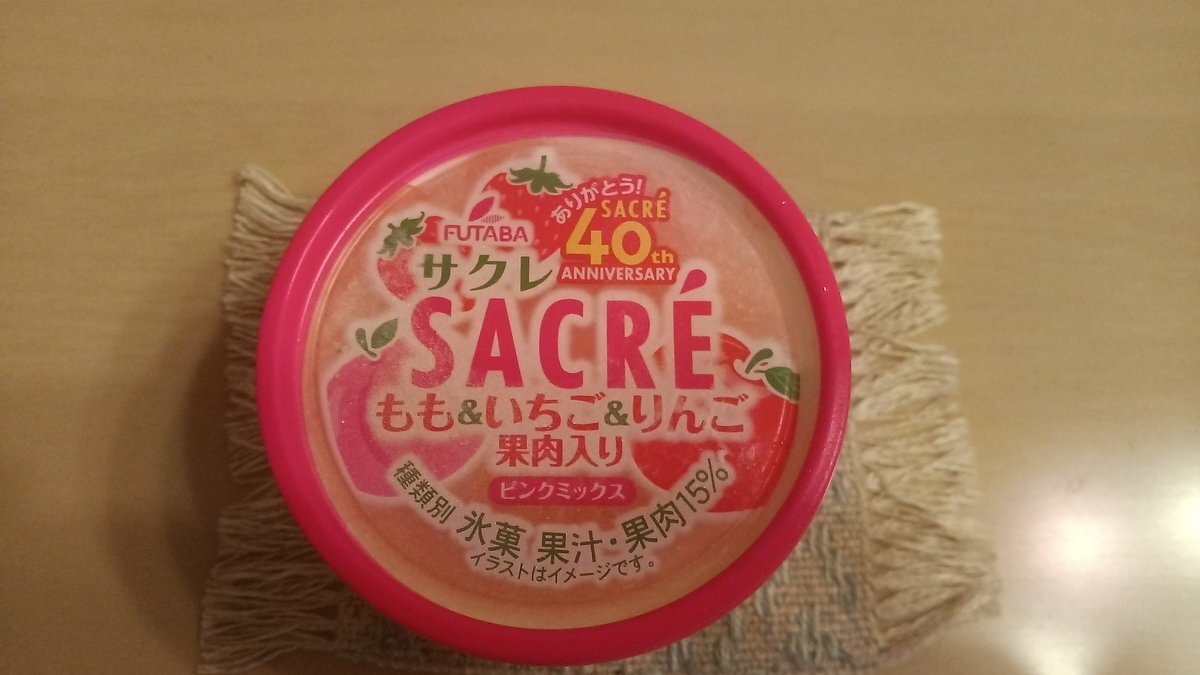 FUTABA
ありがとう!
SACRÉ
40th
ANNIVERSARY
サクレ
SACRÉ
もも&いちご&りんご
果肉入り
ピンクミックス
種類別 氷菓 果汁・果肉15%
イラストはイメージです。